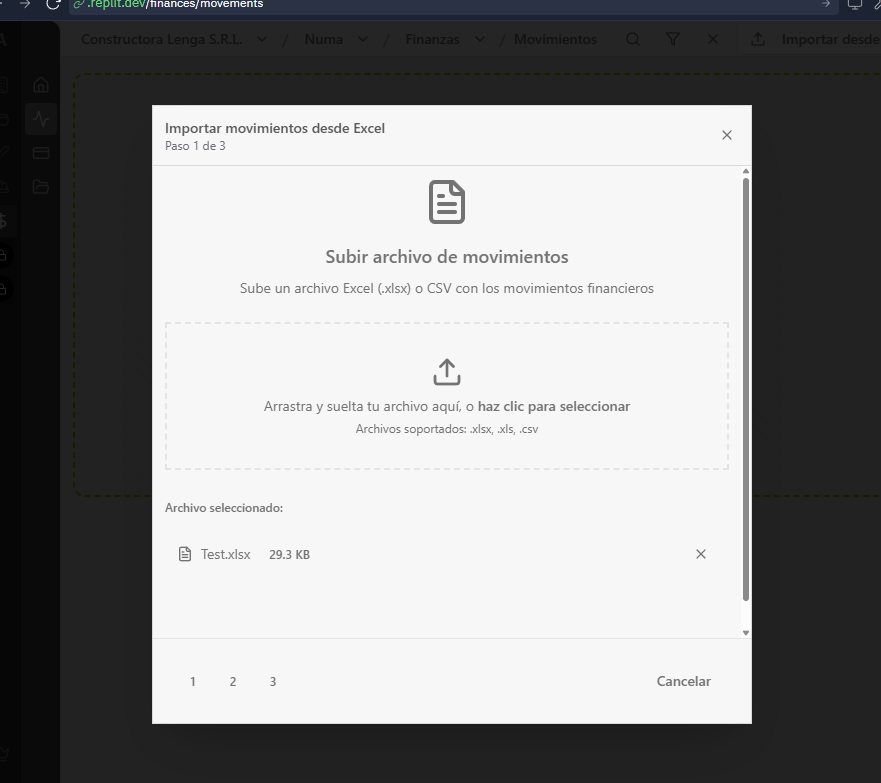 .replit.dev/finances/movements
Constructora Lenga S.R.L. / Numa / Finanzas / Movimientos Importar desde
Importar movimientos desde Excel
Paso 1 de 3
Subir archivo de movimientos
Sube un archivo Excel (.xlsx) o CSV con los movimientos financieros
Arrastra y suelta tu archivo aquí, o haz clic para seleccionar
Archivos soportados: .xlsx, .xls, .csv
Archivo seleccionado:
Test.xlsx 29.3 KB
1 2 3 Cancelar